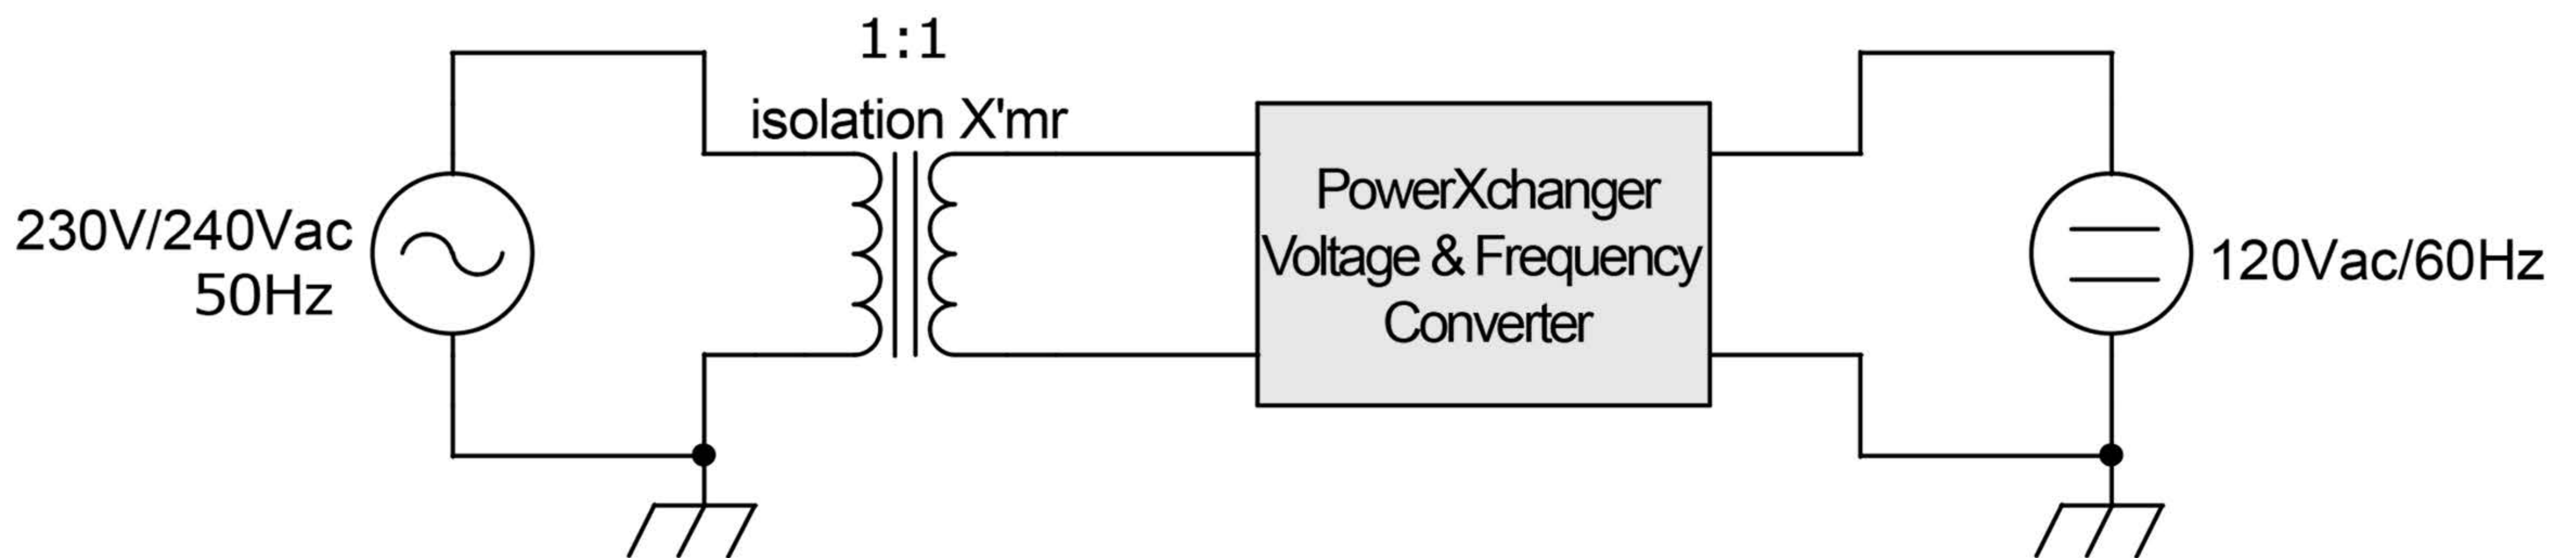 1:1
isolation X'mr
230V/240Vac
50Hz
PowerXchanger
Voltage & Frequency
Converter
120Vac/60Hz